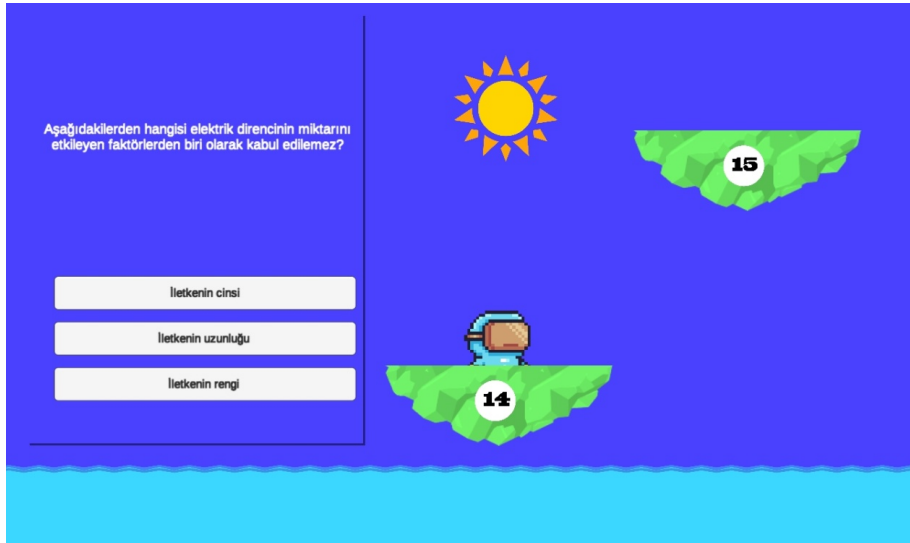 Aşağıdakilerden hangisi elektrik direncinin miktarını
etkileyen faktörlerden biri olarak kabul edilemez?
İletkenin cinsi
İletkenin uzunluğu
İletkenin rengi
15
14